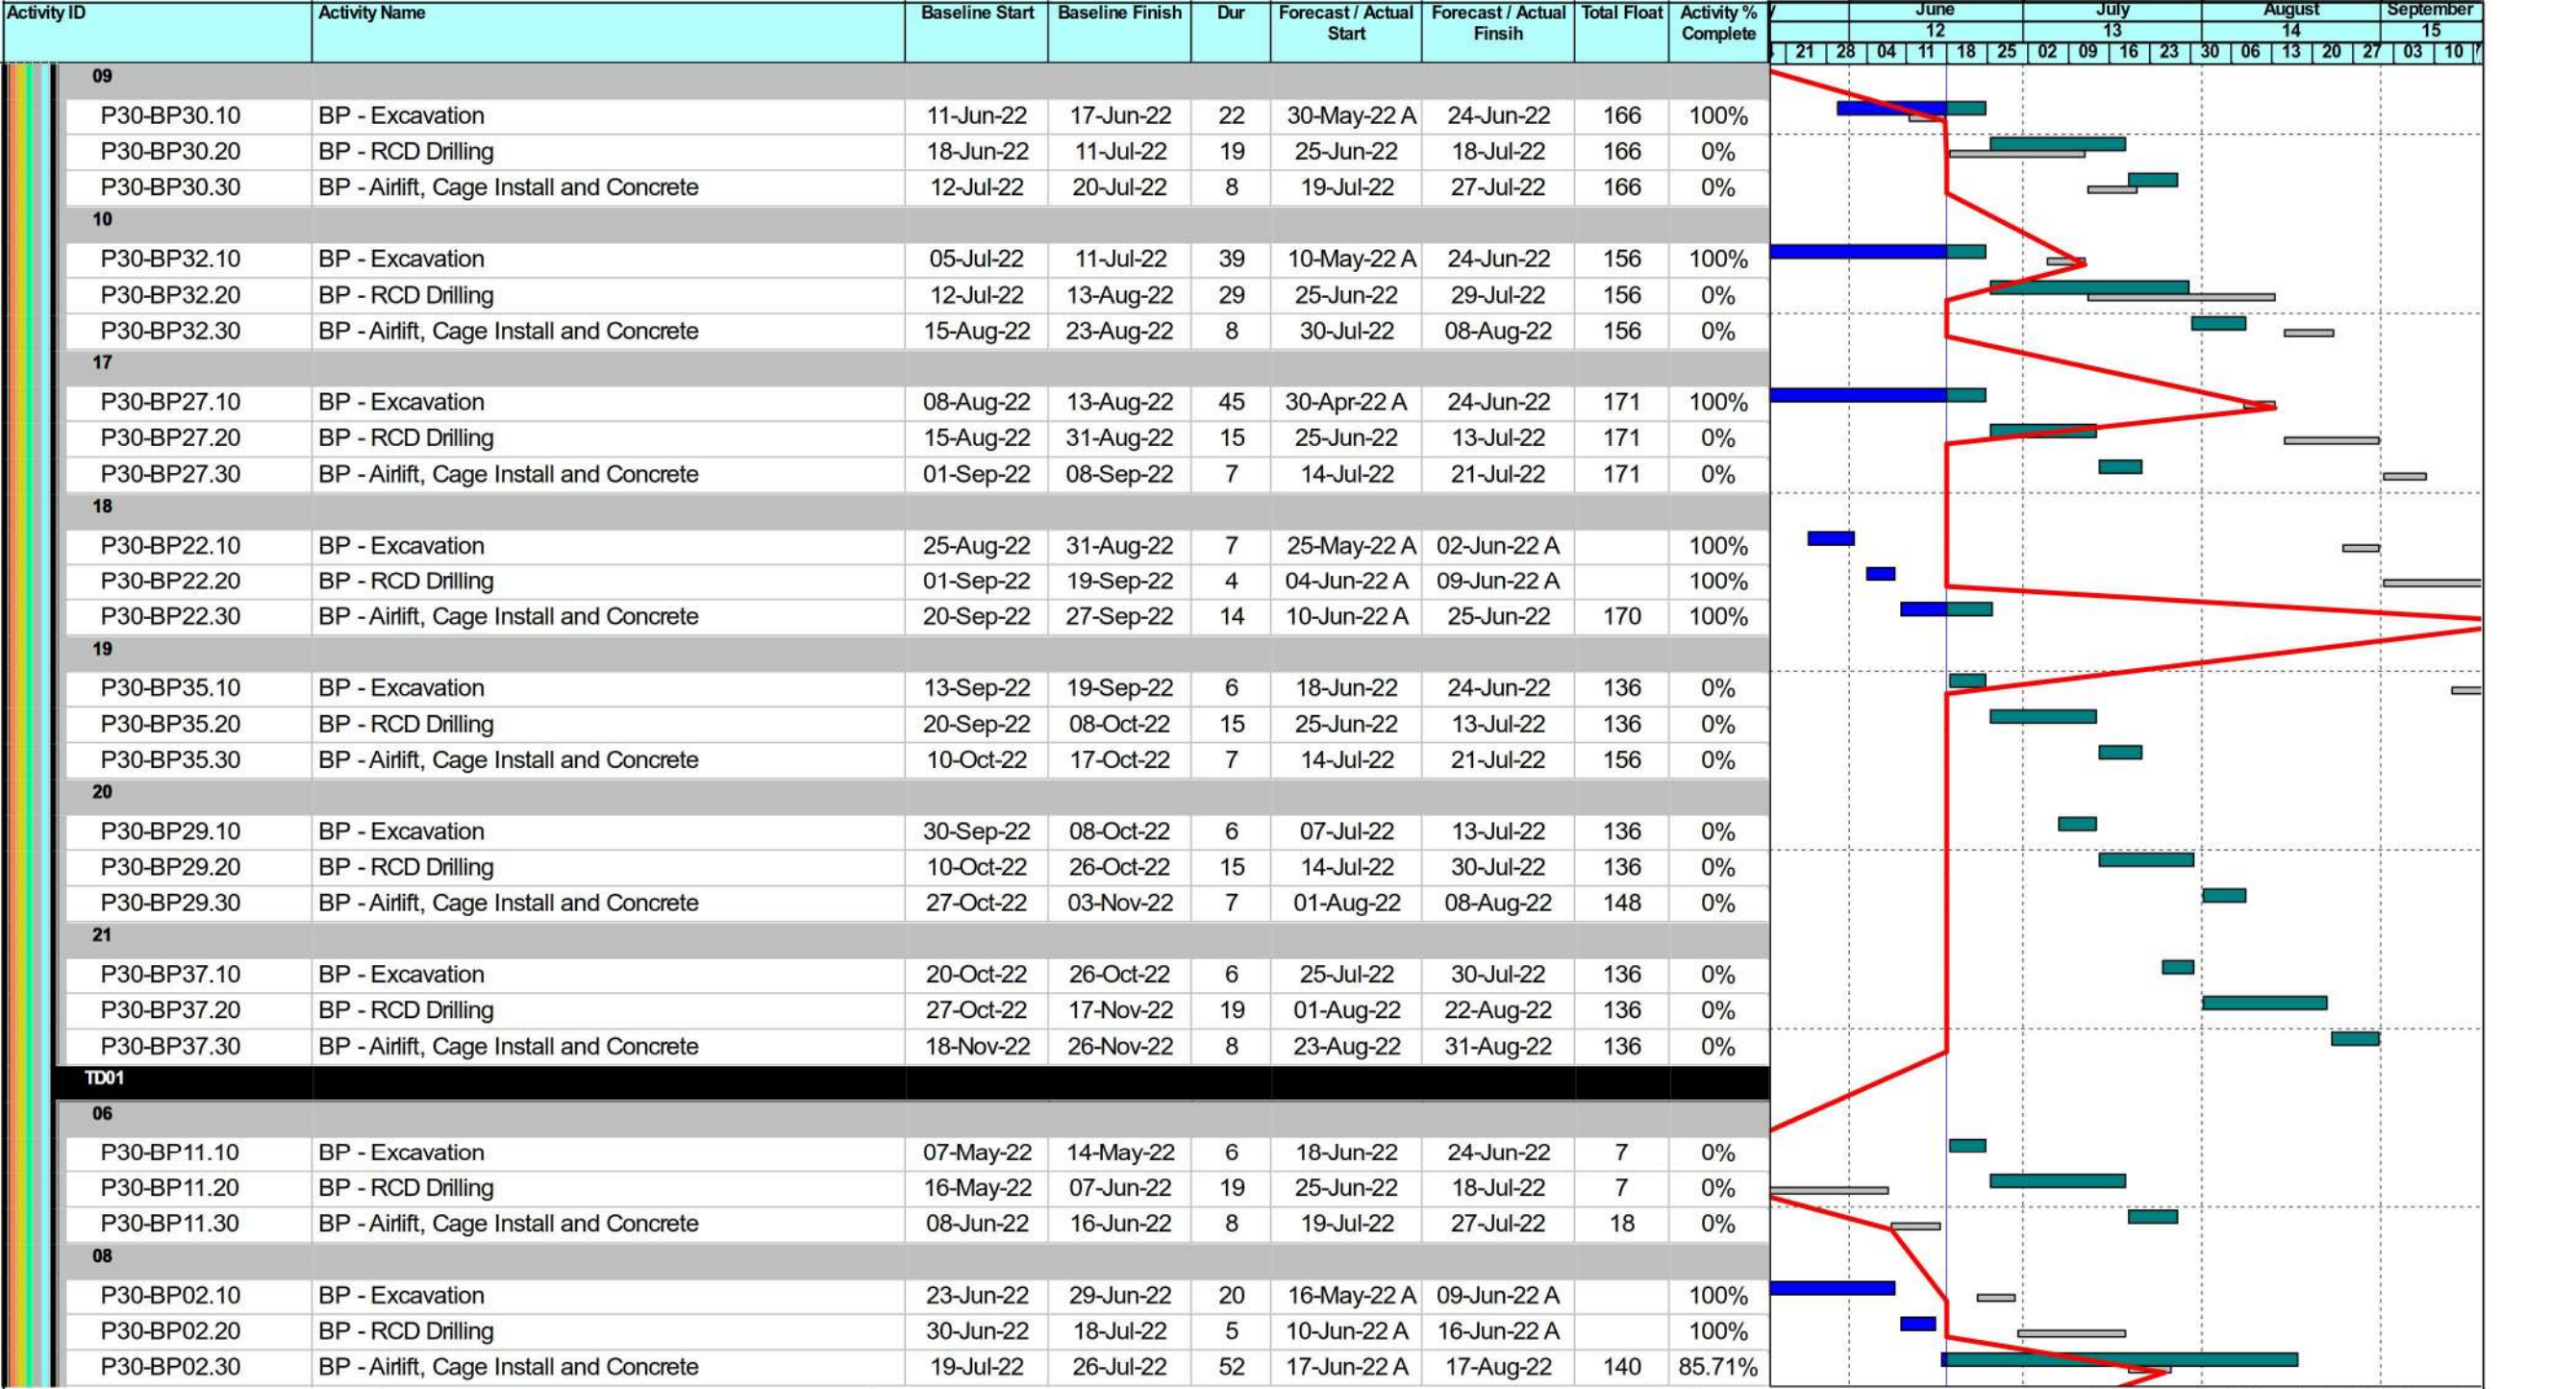 Activity ID Activity Name Baseline Start Baseline Finish Dur Forecast / Actual Start Forecast / Actual Finsih Total Float Activity % Complete
June July August September
12 13 14 15
21 28 04 11 18 25 02 09 16 23 30 06 13 20 27 03 10
09
P30-BP30.10 BP - Excavation 11-Jun-22 17-Jun-22 22 30-May-22 A 24-Jun-22 166 100%
P30-BP30.20 BP - RCD Drilling 18-Jun-22 11-Jul-22 19 25-Jun-22 18-Jul-22 166 0%
P30-BP30.30 BP - Airlift, Cage Install and Concrete 12-Jul-22 20-Jul-22 8 19-Jul-22 27-Jul-22 166 0%
10
P30-BP32.10 BP - Excavation 05-Jul-22 11-Jul-22 39 10-May-22 A 24-Jun-22 156 100%
P30-BP32.20 BP - RCD Drilling 12-Jul-22 13-Aug-22 29 25-Jun-22 29-Jul-22 156 0%
P30-BP32.30 BP - Airlift, Cage Install and Concrete 15-Aug-22 23-Aug-22 8 30-Jul-22 08-Aug-22 156 0%
17
P30-BP27.10 BP - Excavation 08-Aug-22 13-Aug-22 45 30-Apr-22 A 24-Jun-22 171 100%
P30-BP27.20 BP - RCD Drilling 15-Aug-22 31-Aug-22 15 25-Jun-22 13-Jul-22 171 0%
P30-BP27.30 BP - Airlift, Cage Install and Concrete 01-Sep-22 08-Sep-22 7 14-Jul-22 21-Jul-22 171 0%
18
P30-BP22.10 BP - Excavation 25-Aug-22 31-Aug-22 7 25-May-22 A 02-Jun-22 A 100%
P30-BP22.20 BP - RCD Drilling 01-Sep-22 19-Sep-22 4 04-Jun-22 A 09-Jun-22 A 100%
P30-BP22.30 BP - Airlift, Cage Install and Concrete 20-Sep-22 27-Sep-22 14 10-Jun-22 A 25-Jun-22 170 100%
19
P30-BP35.10 BP - Excavation 13-Sep-22 19-Sep-22 6 18-Jun-22 24-Jun-22 136 0%
P30-BP35.20 BP - RCD Drilling 20-Sep-22 08-Oct-22 15 25-Jun-22 13-Jul-22 136 0%
P30-BP35.30 BP - Airlift, Cage Install and Concrete 10-Oct-22 17-Oct-22 7 14-Jul-22 21-Jul-22 156 0%
20
P30-BP29.10 BP - Excavation 30-Sep-22 08-Oct-22 6 07-Jul-22 13-Jul-22 136 0%
P30-BP29.20 BP - RCD Drilling 10-Oct-22 26-Oct-22 15 14-Jul-22 30-Jul-22 136 0%
P30-BP29.30 BP - Airlift, Cage Install and Concrete 27-Oct-22 03-Nov-22 7 01-Aug-22 08-Aug-22 148 0%
21
P30-BP37.10 BP - Excavation 20-Oct-22 26-Oct-22 6 25-Jul-22 30-Jul-22 136 0%
P30-BP37.20 BP - RCD Drilling 27-Oct-22 17-Nov-22 19 01-Aug-22 22-Aug-22 136 0%
P30-BP37.30 BP - Airlift, Cage Install and Concrete 18-Nov-22 26-Nov-22 8 23-Aug-22 31-Aug-22 136 0%
TD01
06
P30-BP11.10 BP - Excavation 07-May-22 14-May-22 6 18-Jun-22 24-Jun-22 7 0%
P30-BP11.20 BP - RCD Drilling 16-May-22 07-Jun-22 19 25-Jun-22 18-Jul-22 7 0%
P30-BP11.30 BP - Airlift, Cage Install and Concrete 08-Jun-22 16-Jun-22 8 19-Jul-22 27-Jul-22 18 0%
08
P30-BP02.10 BP - Excavation 23-Jun-22 29-Jun-22 20 16-May-22 A 09-Jun-22 A 100%
P30-BP02.20 BP - RCD Drilling 30-Jun-22 18-Jul-22 5 10-Jun-22 A 16-Jun-22 A 100%
P30-BP02.30 BP - Airlift, Cage Install and Concrete 19-Jul-22 26-Jul-22 52 17-Jun-22 A 17-Aug-22 140 85.71%